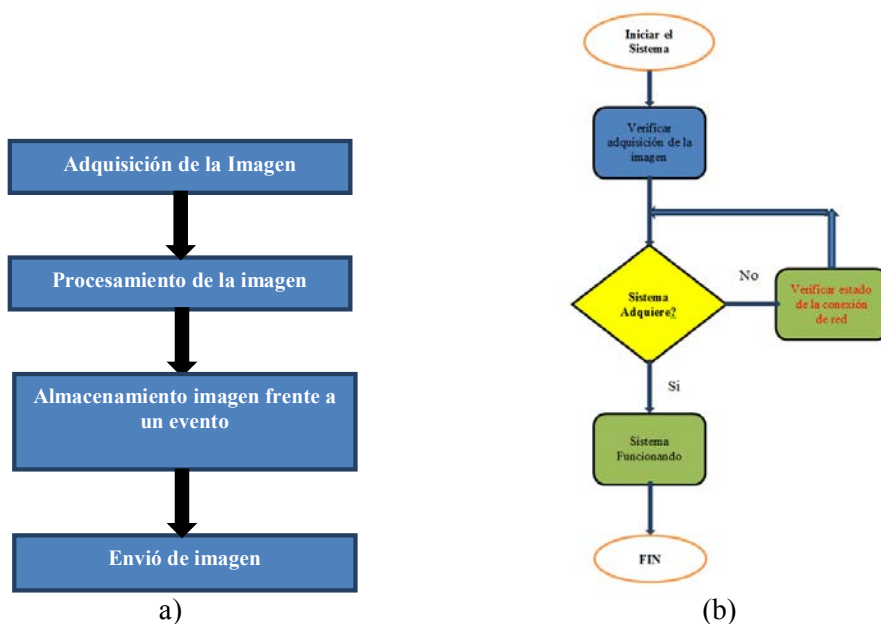 Adquisición de la Imagen
Procesamiento de la imagen
Almacenamiento imagen frente a
un evento
Envió de imagen
a)
Iniciar el
Sistema
Verificar
adquisición de la
imagen
Sistema
Adquiere?
No
Verificar estado
de la conexión
de red
Si
Sistema
Funcionando
FIN
(b)